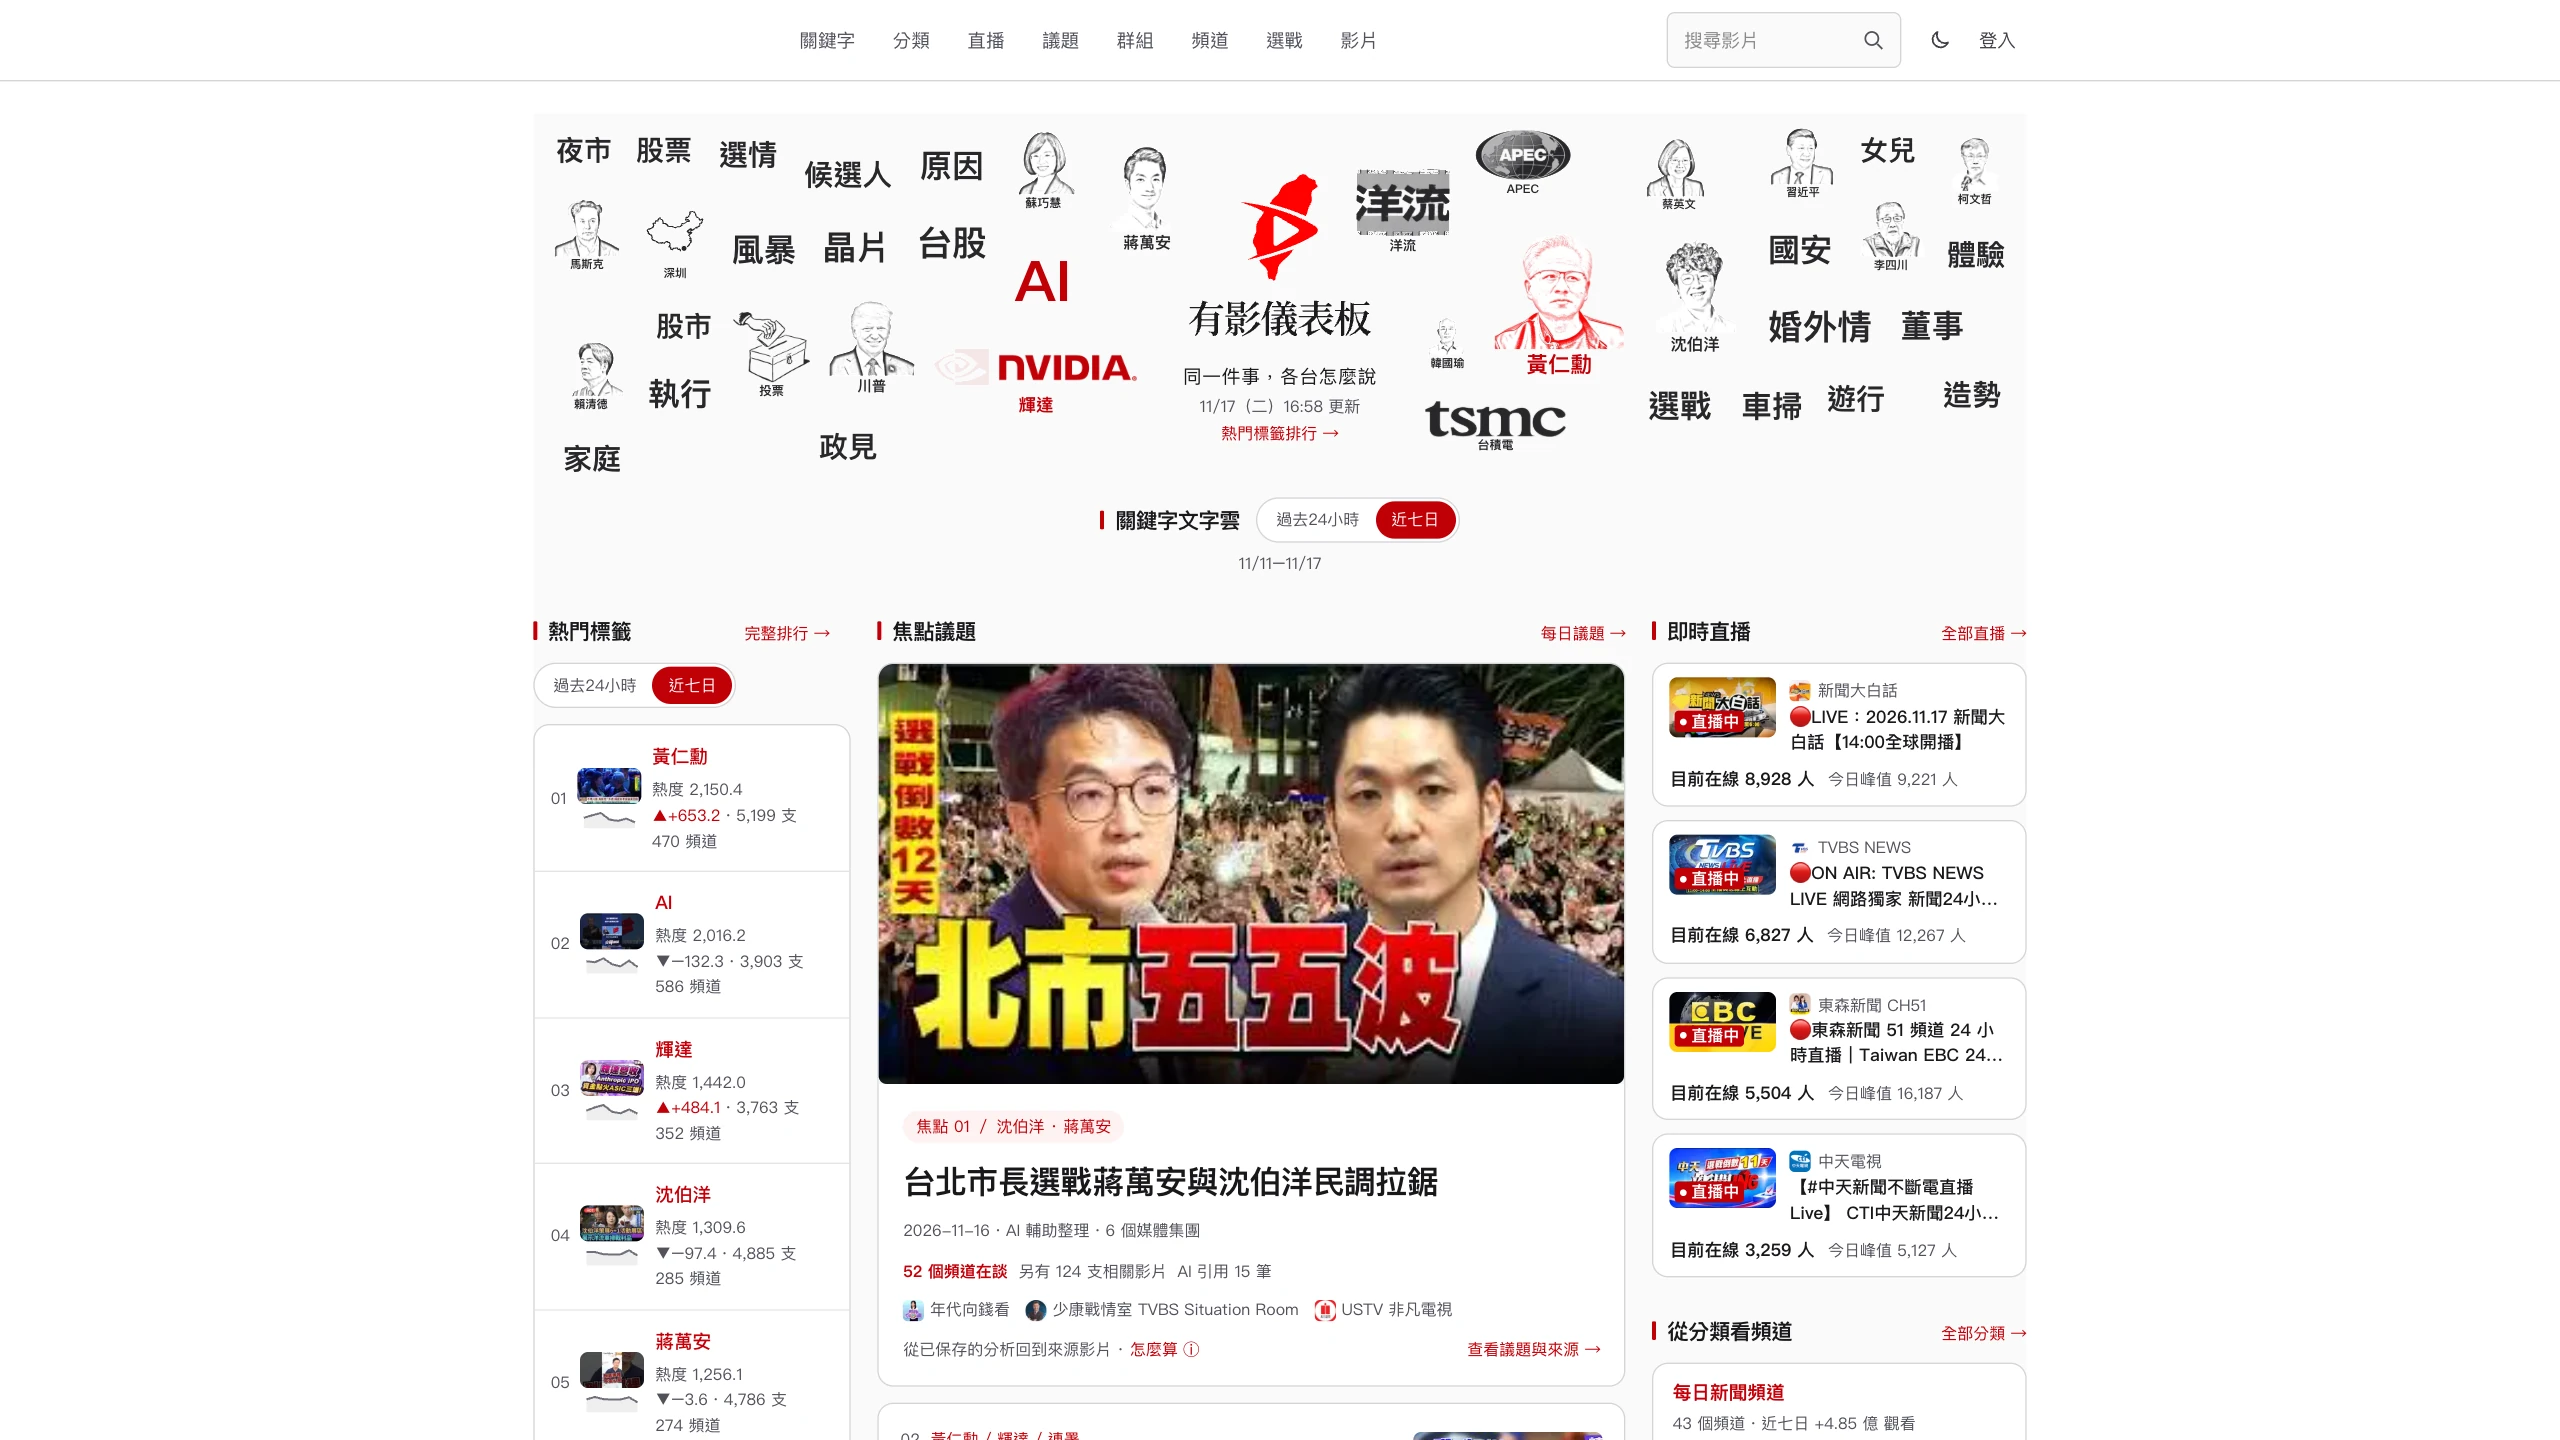 關鍵字 分類 直播 議題 群組 頻道 選戰 影片
搜尋影片
登入
夜市 股票 選情 候選人 原因
蘇巧慧
蔣萬安
洋流
洋流
APEC
APEC
蔡英文
習近平
女兒
柯文哲
馬斯克
深圳
風暴 晶片 台股
AI
國安
李四川
體驗
股市
投票
川普
NVIDIA
輝達
有影儀表板
同一件事，各台怎麼說
11/17（二）16:58 更新
熱門標籤排行 →
韓國瑜
黃仁勳
沈伯洋
婚外情 董事
賴清德
執行
tsmc
台積電
選戰 車掃 遊行 造勢
家庭
政見
關鍵字文字雲 過去24小時 近七日
11/11–11/17
熱門標籤 完整排行 →
過去24小時 近七日
01
黃仁勳
熱度 2,150.4
▲+653.2 · 5,199 支
470 頻道
02
AI
熱度 2,016.2
▼−132.3 · 3,903 支
586 頻道
03
輝達
熱度 1,442.0
▲+484.1 · 3,763 支
352 頻道
04
沈伯洋
熱度 1,309.6
▼−97.4 · 4,885 支
285 頻道
05
蔣萬安
熱度 1,256.1
▼−3.6 · 4,786 支
274 頻道
焦點議題 每日議題 →
選戰倒數12天
北市五五波
焦點 01 / 沈伯洋 · 蔣萬安
台北市長選戰蔣萬安與沈伯洋民調拉鋸
2026-11-16 · AI 輔助整理 · 6 個媒體集團
52 個頻道在談 另有 124 支相關影片 AI 引用 15 筆
年代向錢看 少康戰情室 TVBS Situation Room USTV 非凡電視
從已保存的分析回到來源影片 · 怎麼算 ⓘ 查看議題與來源 →
02 黃仁勳 / 輝達 / 連署
即時直播 全部直播 →
直播中
新聞大白話
🔴LIVE：2026.11.17 新聞大
白話【14:00全球開播】
目前在線 8,928 人 今日峰值 9,221 人
TVBS
直播中
TVBS NEWS
🔴ON AIR: TVBS NEWS
LIVE 網路獨家 新聞24小...
目前在線 6,827 人 今日峰值 12,267 人
EBC
直播中
東森新聞 CH51
🔴東森新聞 51 頻道 24 小
時直播｜Taiwan EBC 24...
目前在線 5,504 人 今日峰值 16,187 人
直播中
中天電視
【#中天新聞不斷電直播
Live】 CTI中天新聞24小...
目前在線 3,259 人 今日峰值 5,127 人
從分類看頻道 全部分類 →
每日新聞頻道
43 個頻道 · 近七日 +4.85 億 觀看